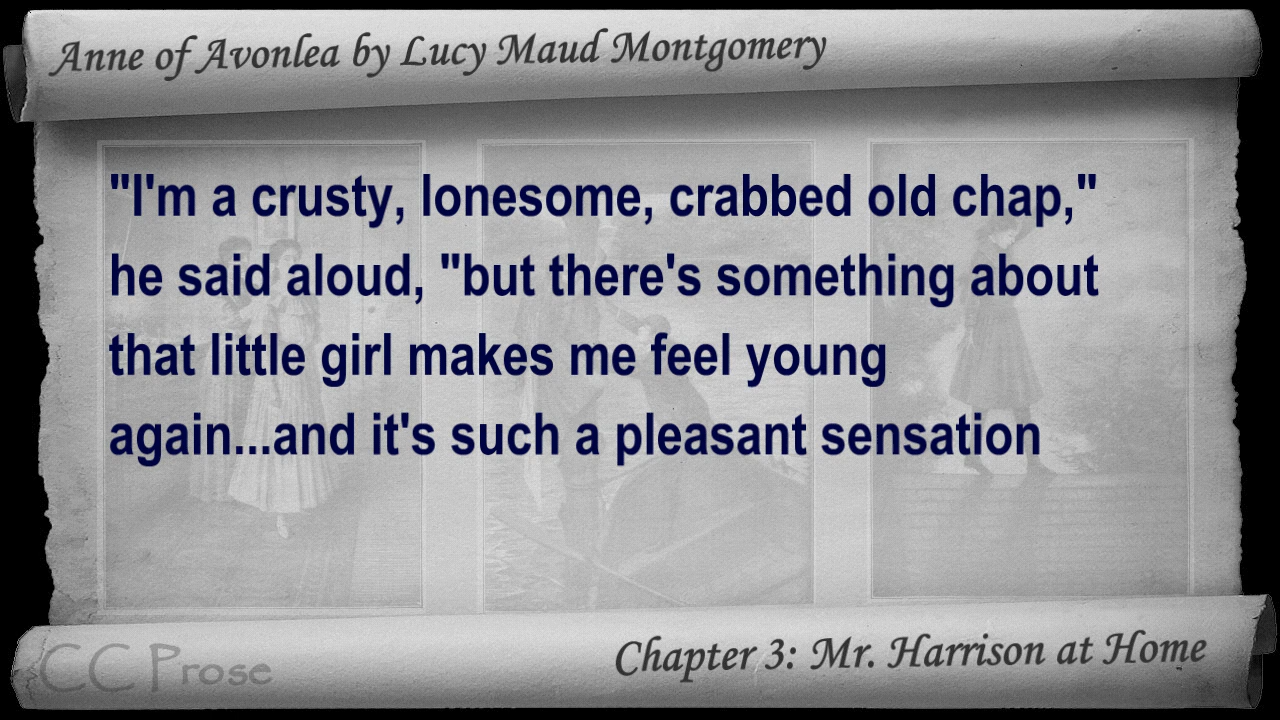 Anne of Avonlea by Lucy Maud Montgomery
"I'm a crusty, lonesome, crabbed old chap,"
he said aloud, "but there's something about
that little girl makes me feel young
again...and it's such a pleasant sensation
CC Prose
Chapter 3: Mr. Harrison at Home